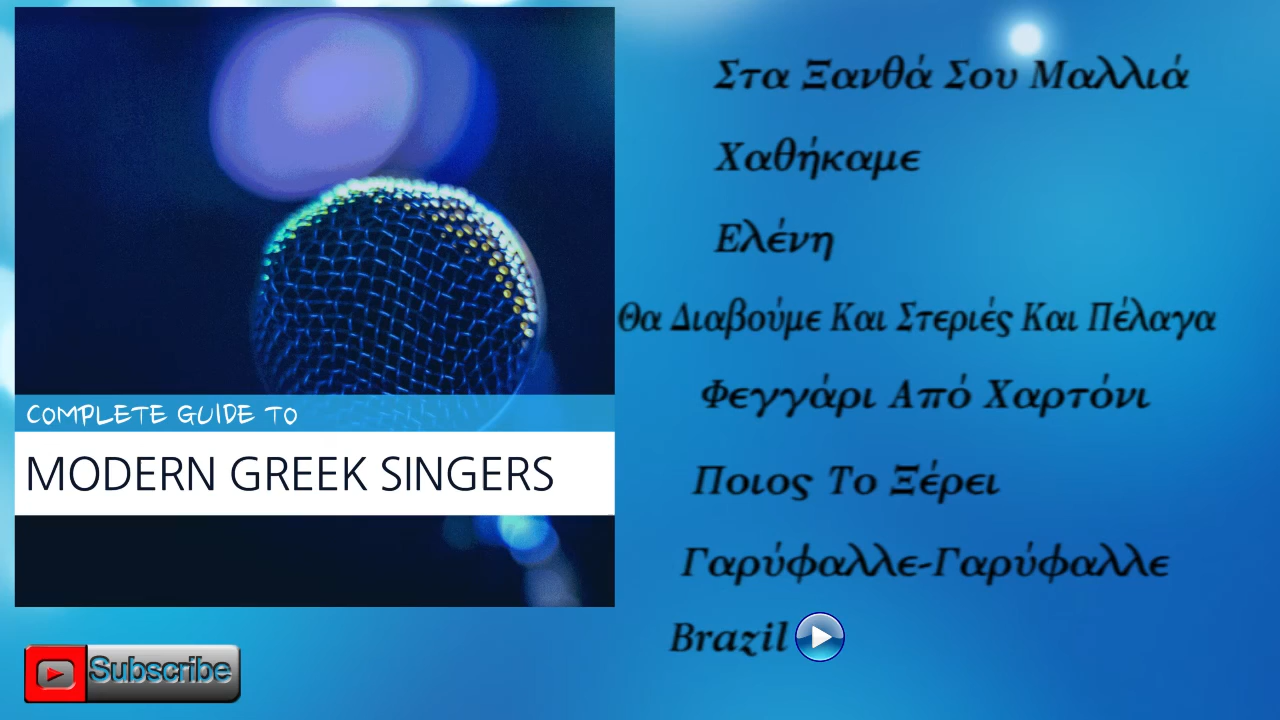 COMPLETE GUIDE TO
MODERN GREEK SINGERS
Subscribe
Στα Ξανθά Σου Μαλλιά
Χαθήκαμε
Ελένη
Θα Διαβούμε Και Στεριές Και Πέλαγα
Φεγγάρι Από Χαρτόνι
Ποιος Το Ξέρει
Γαρύφαλλε-Γαρύφαλλε
Brazil